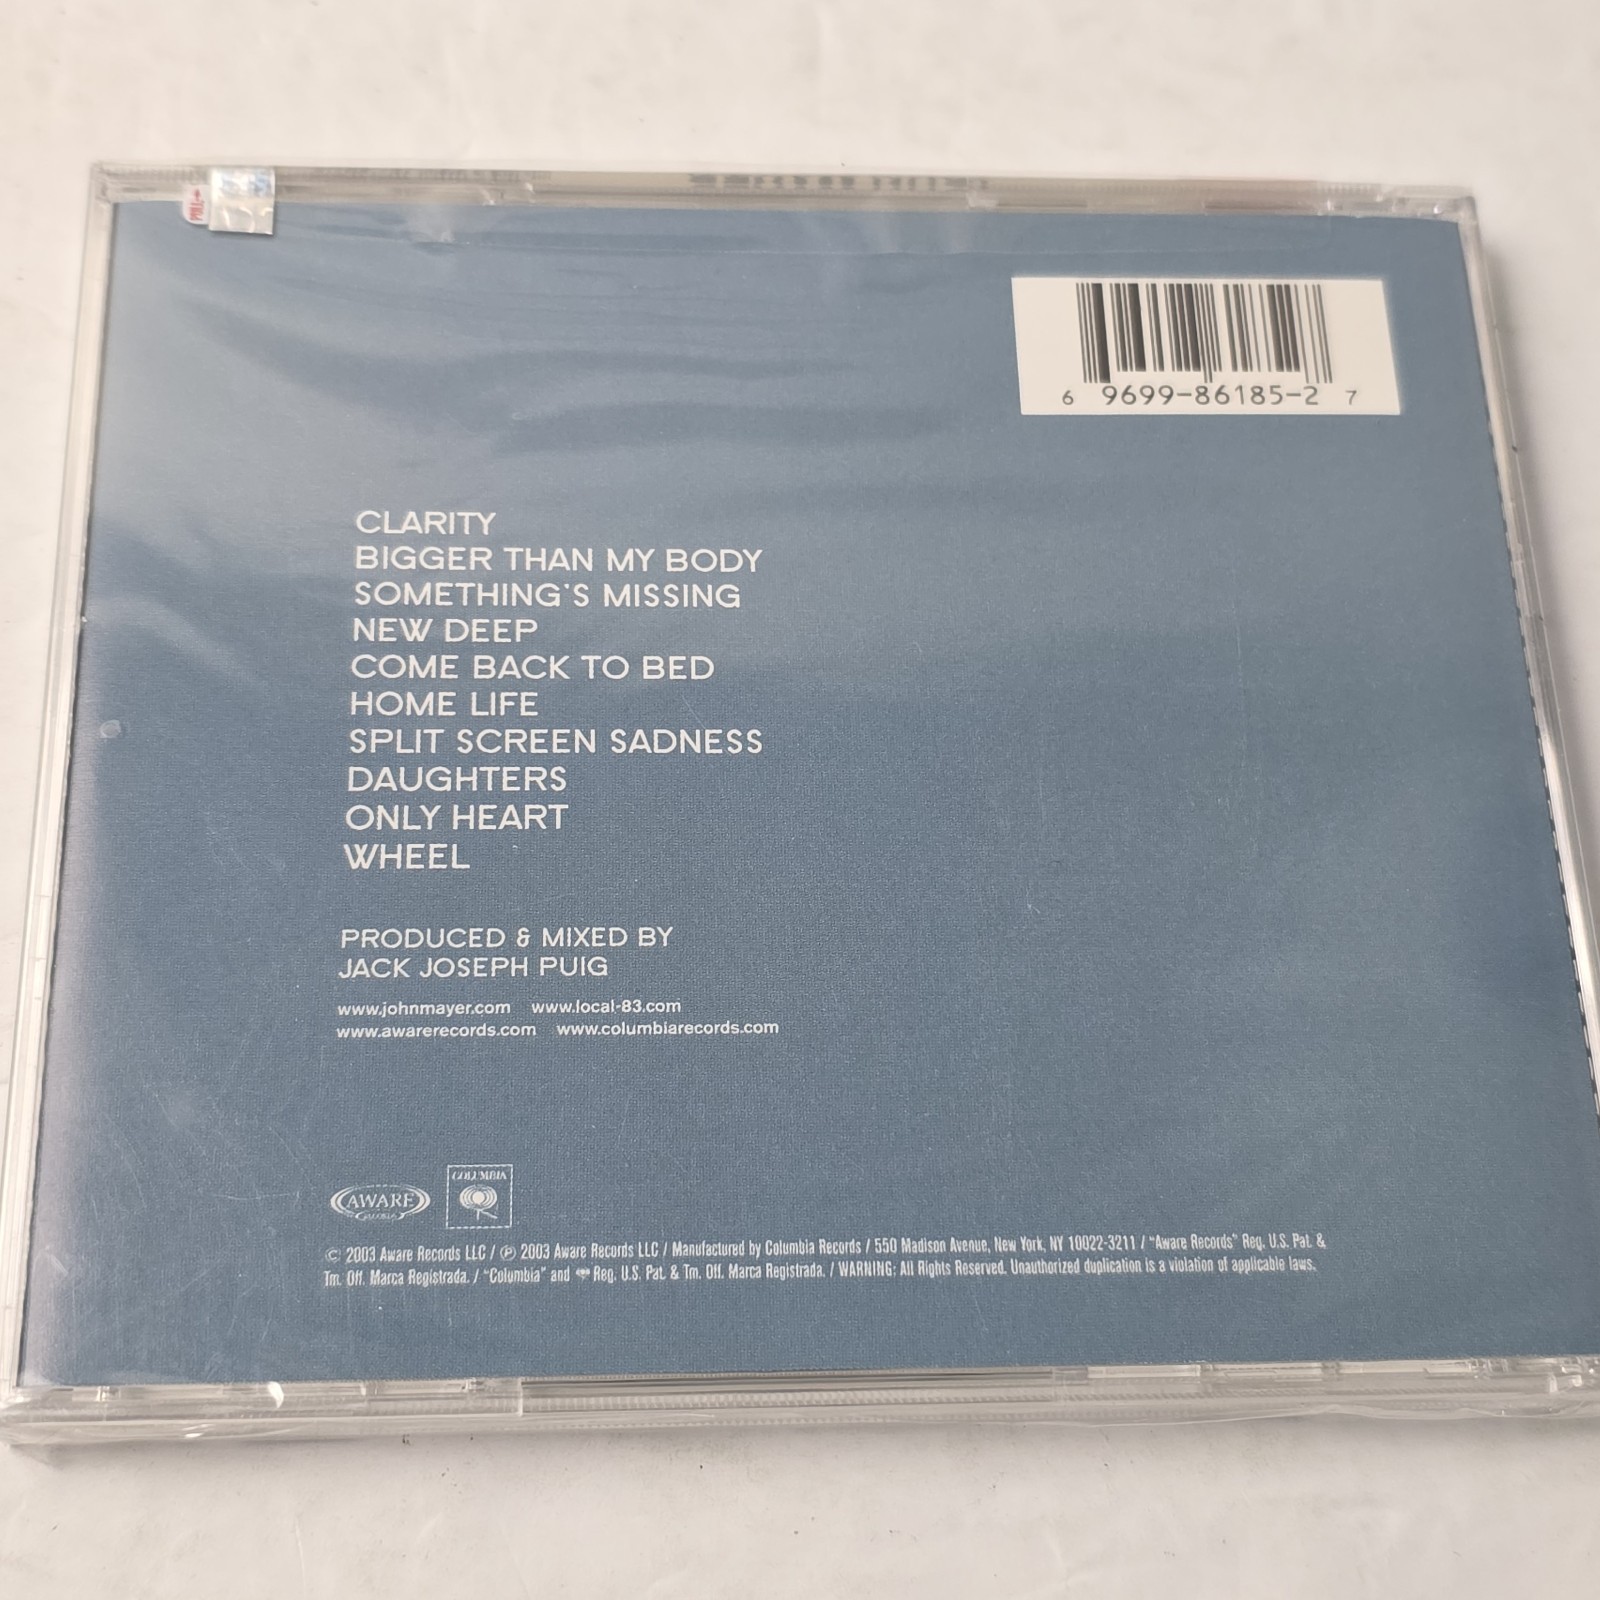 PULL
6 9699-86185-2 7
CLARITY
BIGGER THAN MY BODY
SOMETHING'S MISSING
NEW DEEP
COME BACK TO BED
HOME LIFE
SPLIT SCREEN SADNESS
DAUGHTERS
ONLY HEART
WHEEL
PRODUCED & MIXED BY
JACK JOSEPH PUIG
www.johnmayer.com www.local-83.com
www.awarerecords.com www.columbiarecords.com
AWARE
COLUMBIA
© 2003 Aware Records LLC / ℗ 2003 Aware Records LLC / Manufactured by Columbia Records / 550 Madison Avenue, New York, NY 10022-3211 / "Aware Records" Reg. U.S. Pat. &
Tm. Off. Marca Registrada. / "Columbia" and Reg. U.S. Pat. & Tm. Off. Marca Registrada. / WARNING: All Rights Reserved. Unauthorized duplication is a violation of applicable laws.